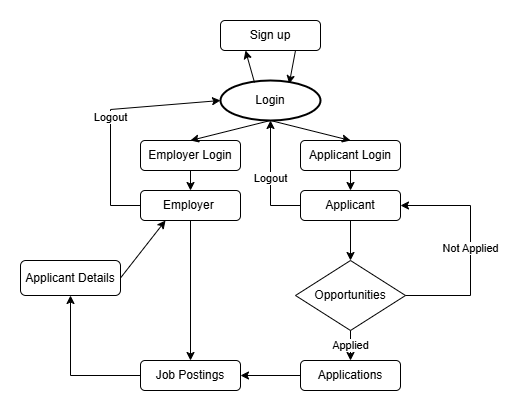 Sign up
Login
Logout
Employer Login
Applicant Login
Logout
Employer
Applicant
Not Applied
Applicant Details
Opportunities
Applied
Job Postings
Applications